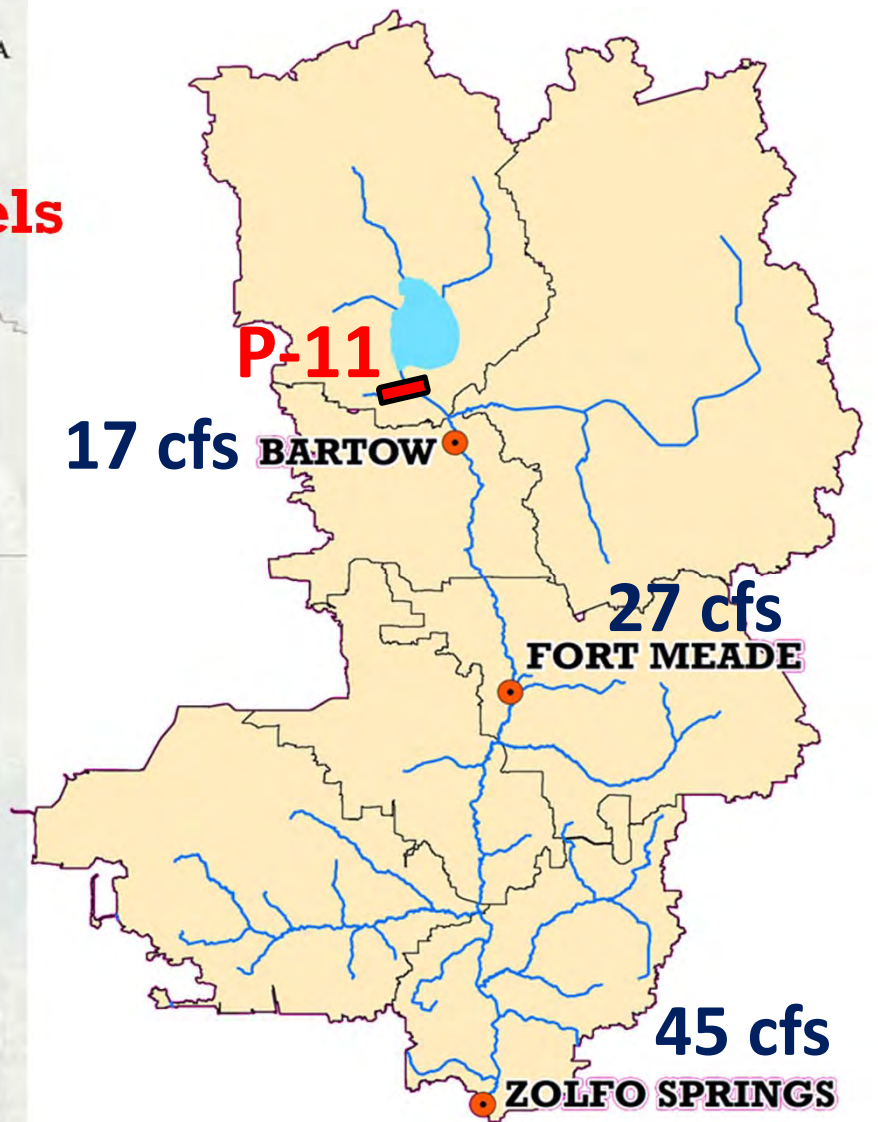 A
els
P-11
17 cfs BARTOW
27 cfs
FORT MEADE
45 cfs
ZOLFO SPRINGS